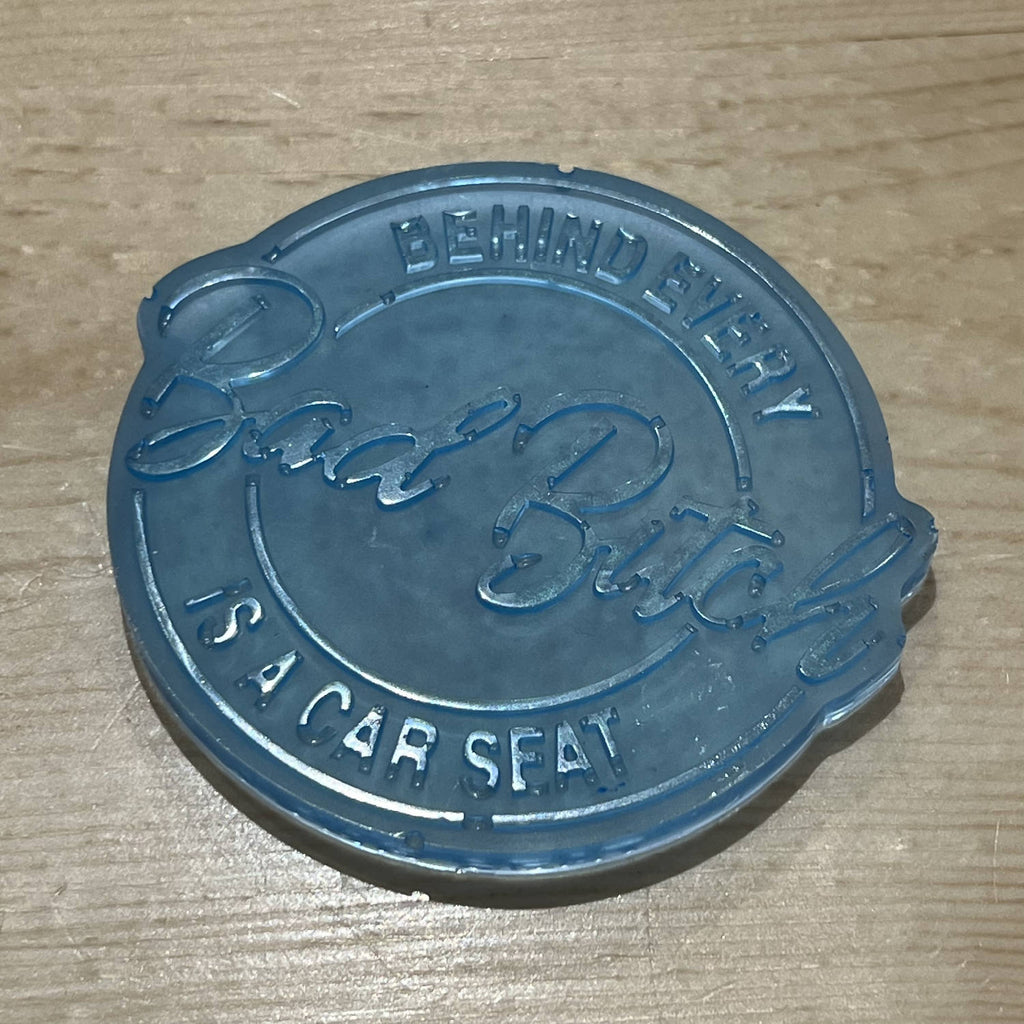 BEHIND EVERY
Bad Bitch
IS A CAR SEAT